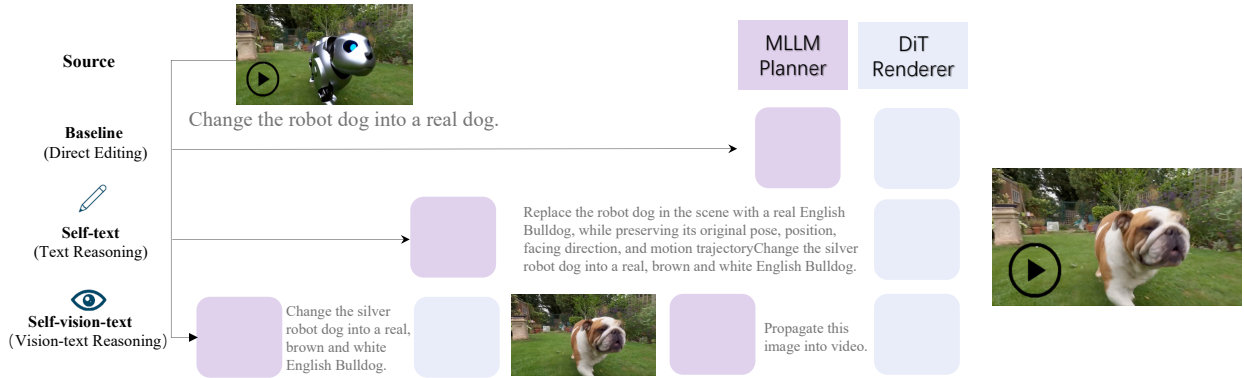 Source
MLLM
Planner
DiT
Renderer
Change the robot dog into a real dog.
Baseline
(Direct Editing)
Self-text
(Text Reasoning)
Replace the robot dog in the scene with a real English
Bulldog, while preserving its original pose, position,
facing direction, and motion trajectoryChange the silver
robot dog into a real, brown and white English Bulldog.
Self-vision-text
(Vision-text Reasoning)
Change the silver
robot dog into a real,
brown and white
English Bulldog.
Propagate this
image into video.